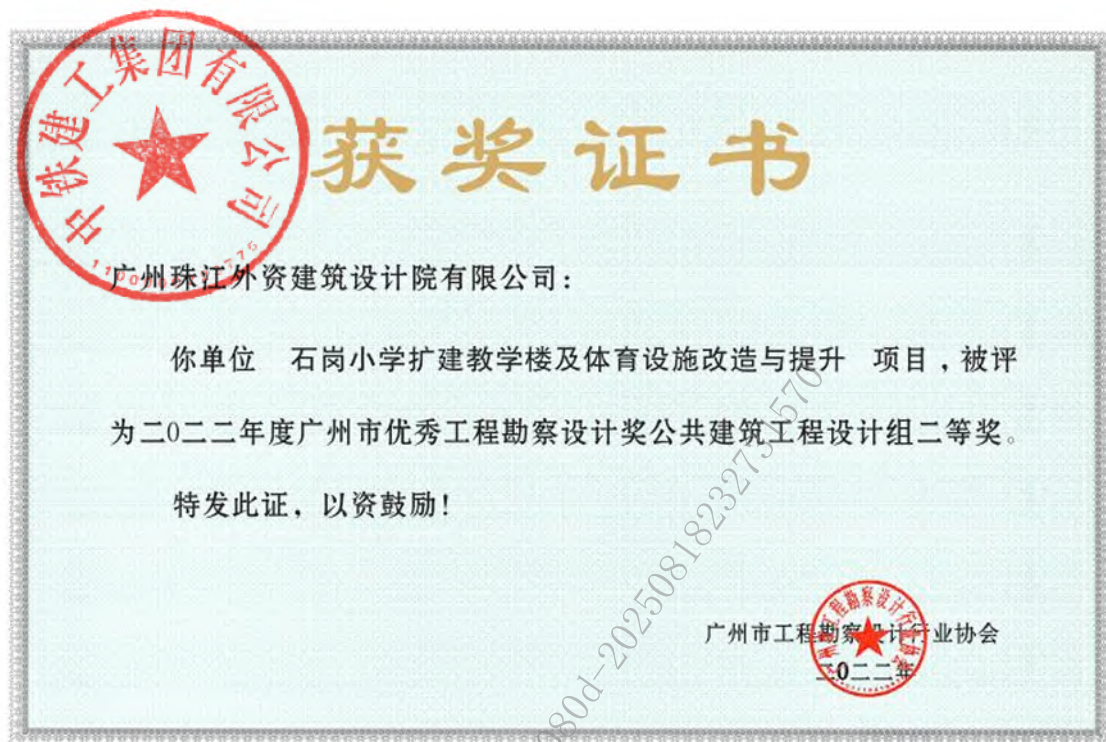 中铁建工集团有限公司
获奖证书
广州珠江外资建筑设计院有限公司：
你单位 石岗小学扩建教学楼及体育设施改造与提升 项目，被评
为二0二二年度广州市优秀工程勘察设计奖公共建筑工程设计组二等奖。
特发此证，以资鼓励！
广州市工程勘察设计行业协会
二0二二年
80d-20250818232731570